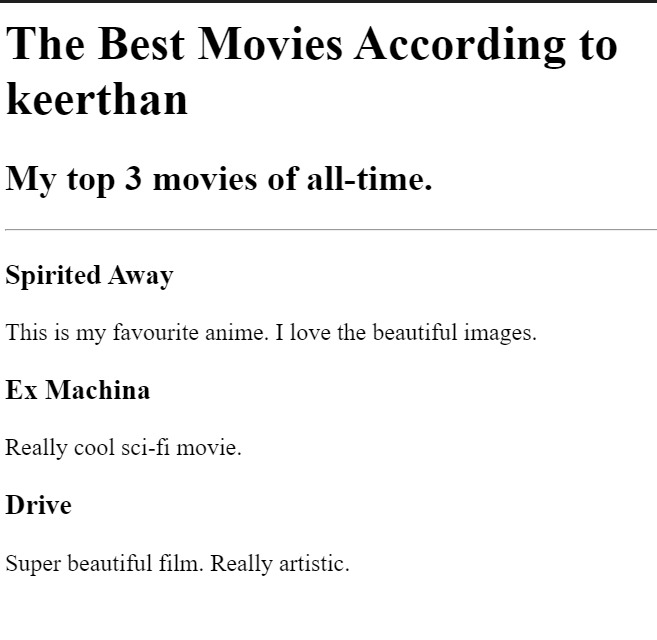 The Best Movies According to
keerthan
My top 3 movies of all-time.
Spirited Away
This is my favourite anime. I love the beautiful images.
Ex Machina
Really cool sci-fi movie.
Drive
Super beautiful film. Really artistic.